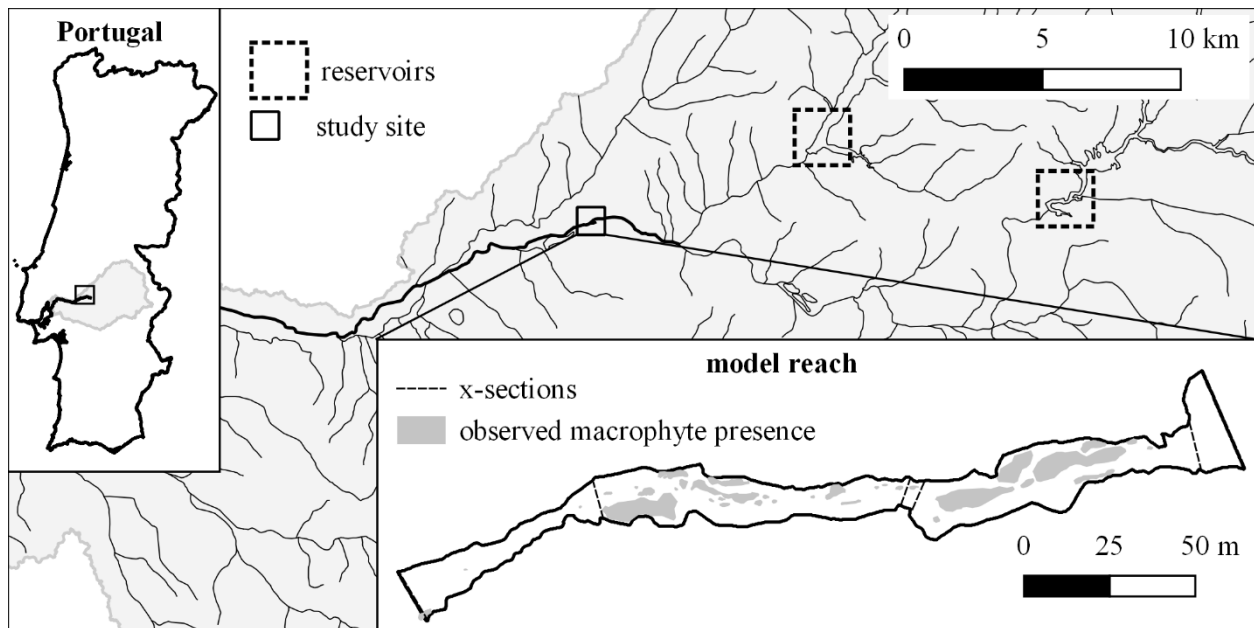 Portugal
reservoirs
study site
0 5 10 km
model reach
x-sections
observed macrophyte presence
0 25 50 m